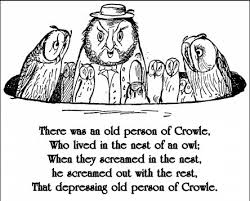 There was an old person of Crowle,
Who lived in the nest of an owl;
When they screamed in the nest,
he screamed out with the rest,
That depressing old person of Crowle.